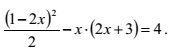 (1-2x)²/2 - x·(2x+3) = 4.